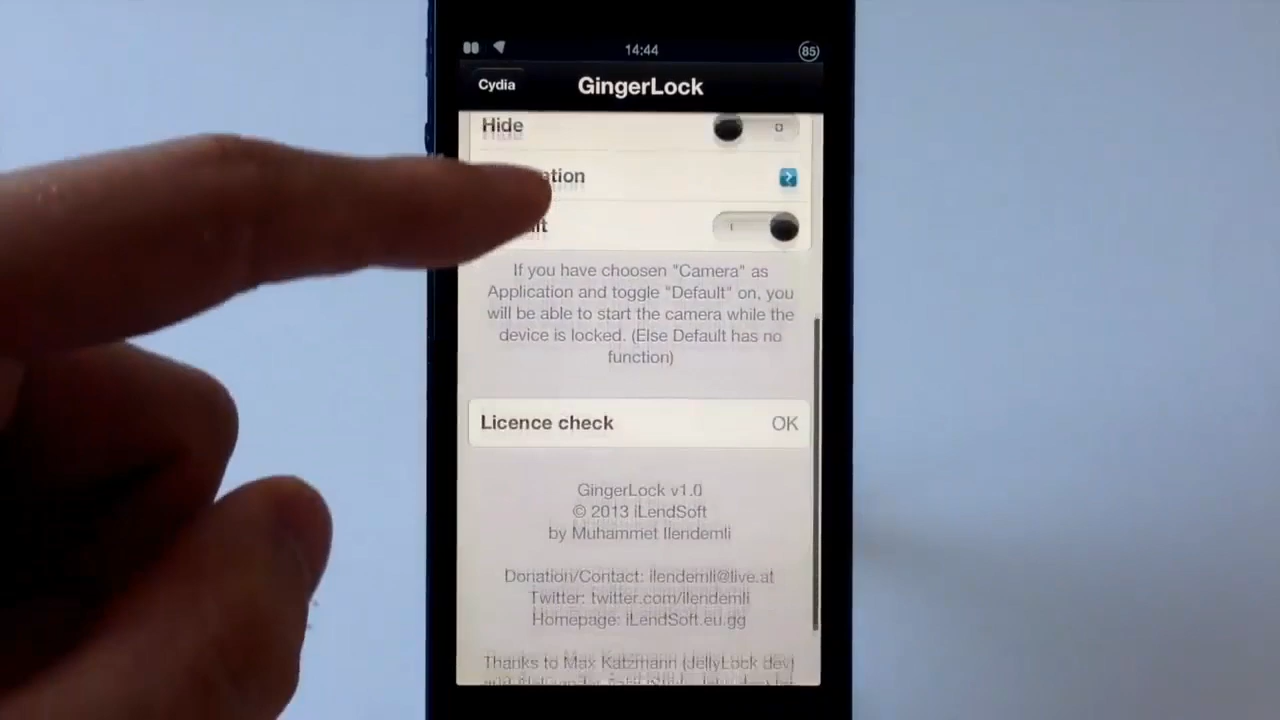 14:44
85
Cydia
GingerLock
Hide
If you have choosen "Camera" as
Application and toggle "Default" on, you
will be able to start the camera while the
device is locked. (Else Default has no
function)
Licence check OK
GingerLock v1.0
© 2013 iLendSoft
by Muhammet Ilendemli
Donation/Contact: ilendemli@live.at
Twitter: twitter.com/ilendemli
Homepage: iLendSoft.eu.gg
Thanks to Max Katzmann (JellyLock dev)